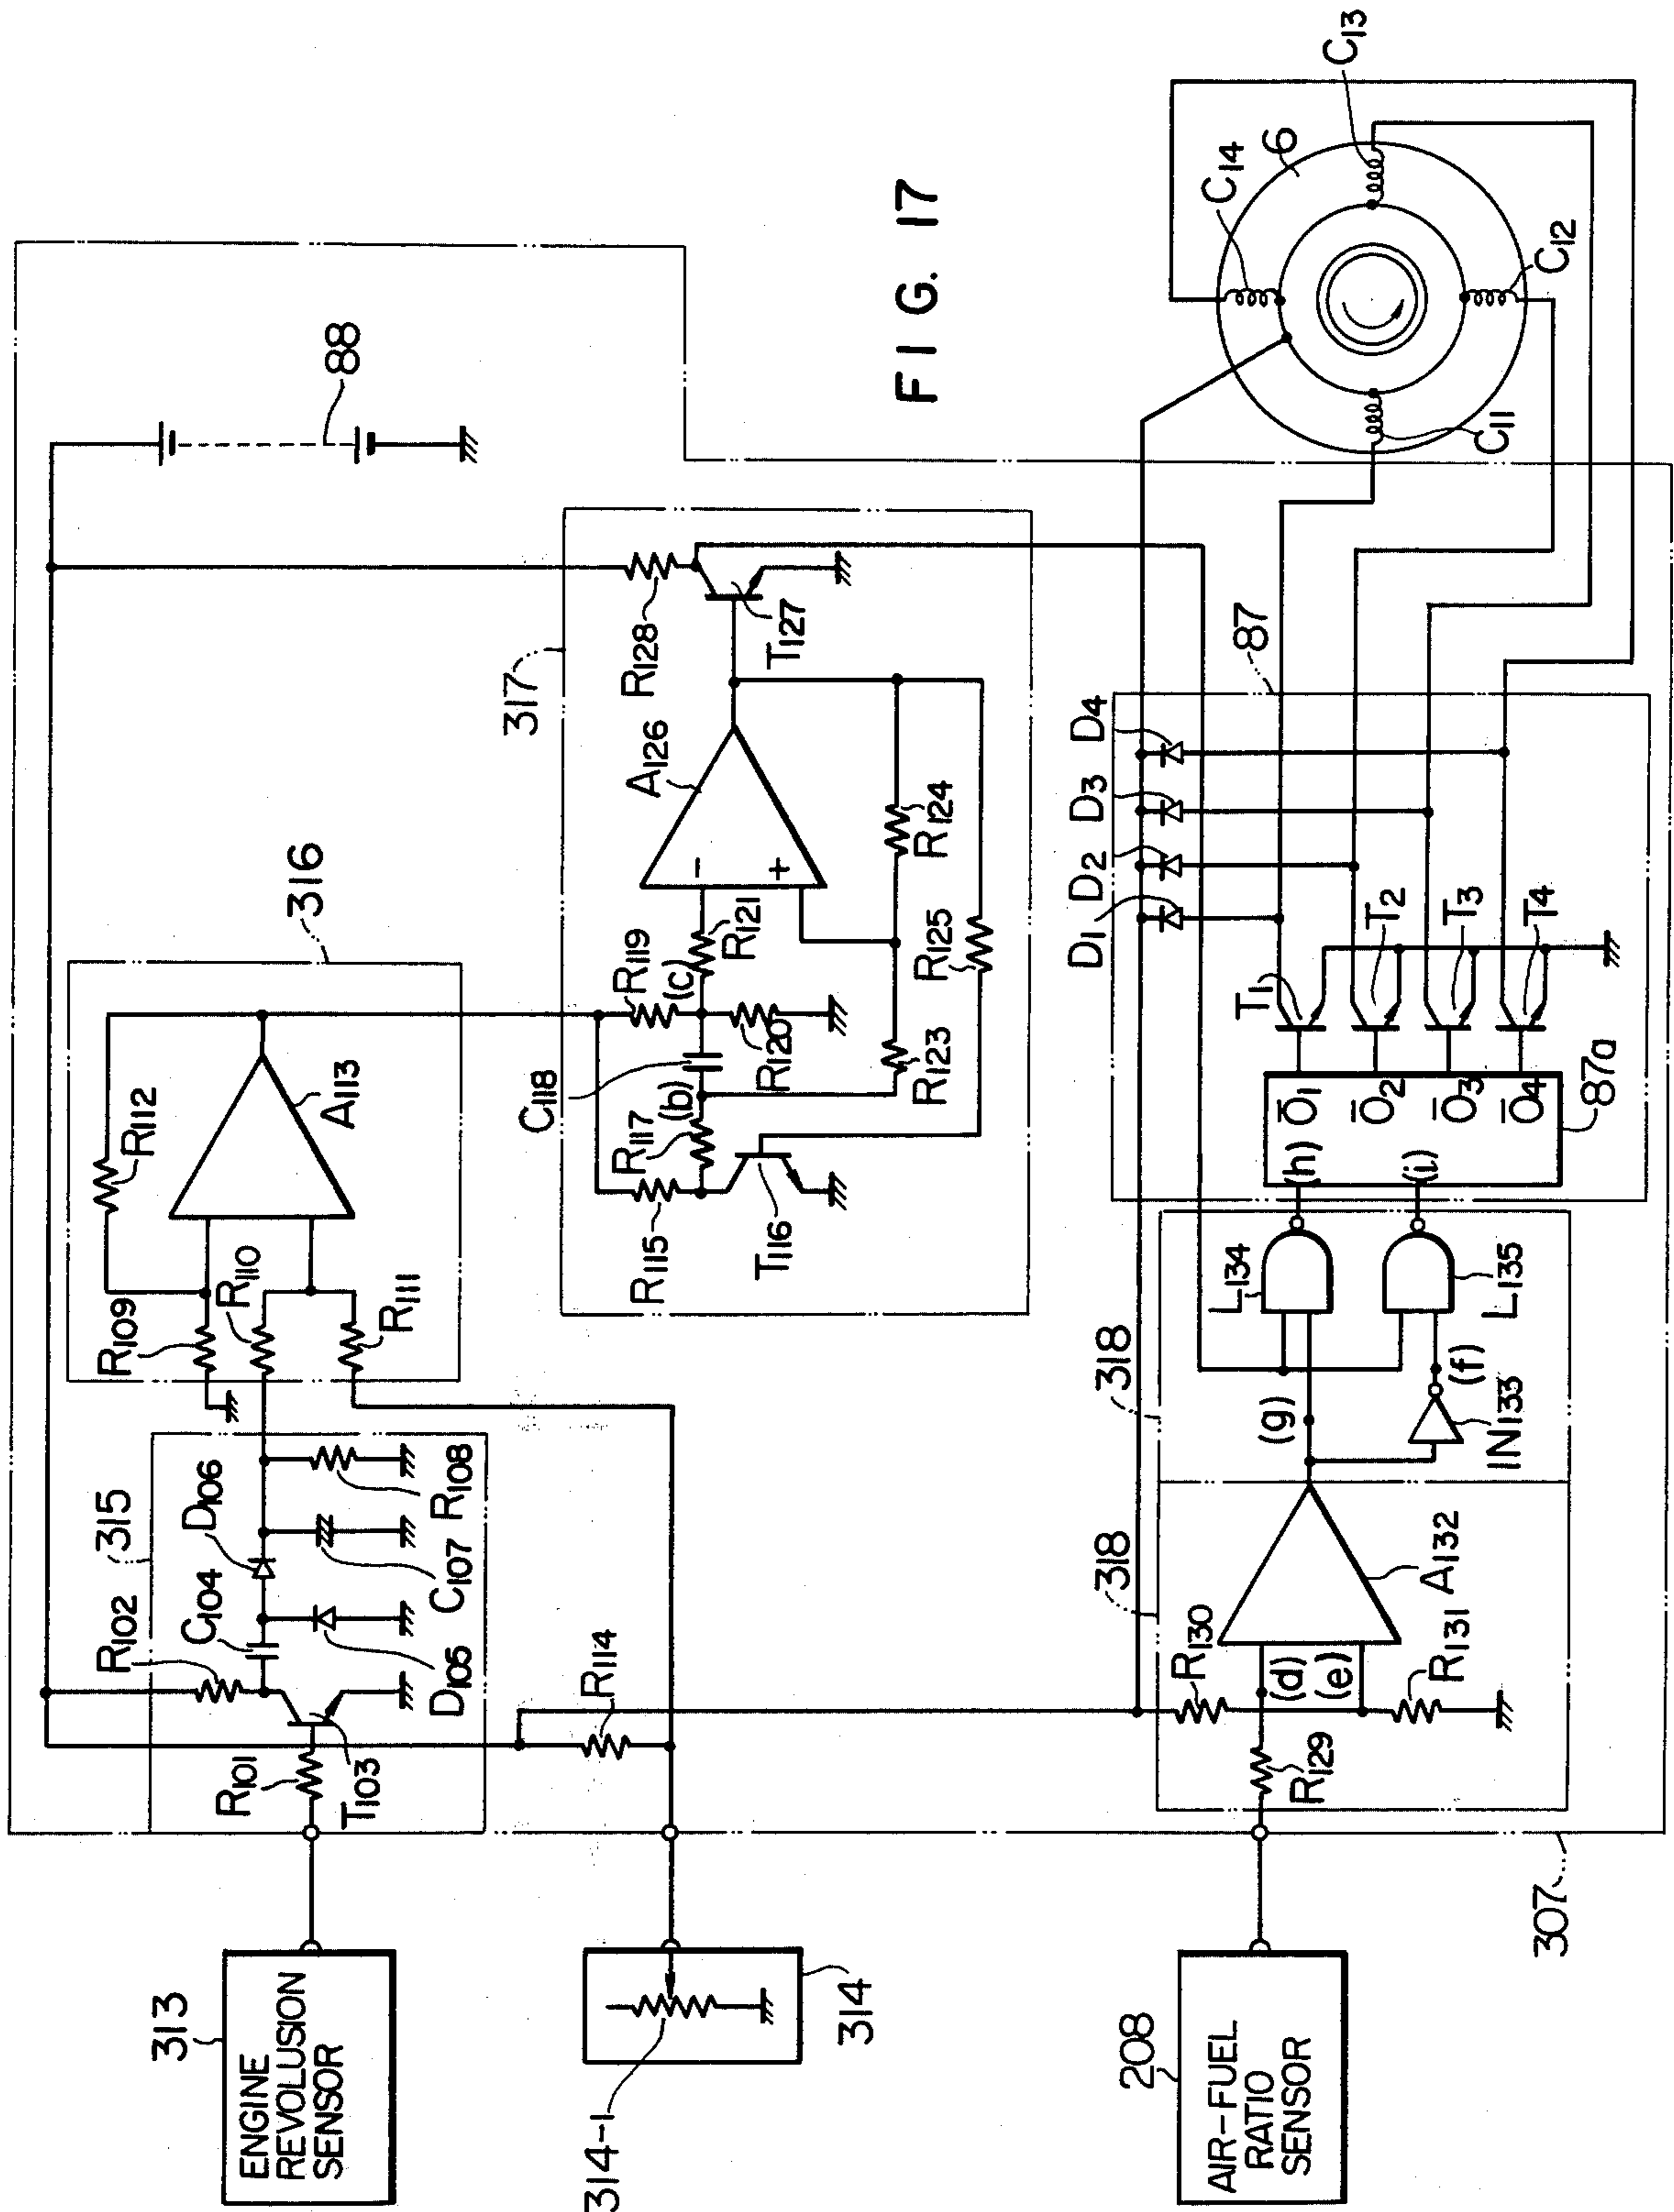 FIG. 17
313
ENGINE
REVOLUSION
SENSOR
314-1
314
208
AIR-FUEL
RATIO
SENSOR
307
315
R101
R102
T103
C104
D105
D106
C107
R108
R114
316
R109
R110
R111
R112
A113
88
317
R115
T116
R117
(b)
C118
R119
(c)
R120
R121
R123
R124
R125
A126
-
+
T127
R128
318
R129
R130
(d)
(e)
R131
A132
318
(g)
IN133
(f)
L134
L135
87
(h)
(i)
Ō1
Ō2
Ō3
Ō4
87a
T1
T2
T3
T4
D1
D2
D3
D4
C11
C12
C13
C14
6